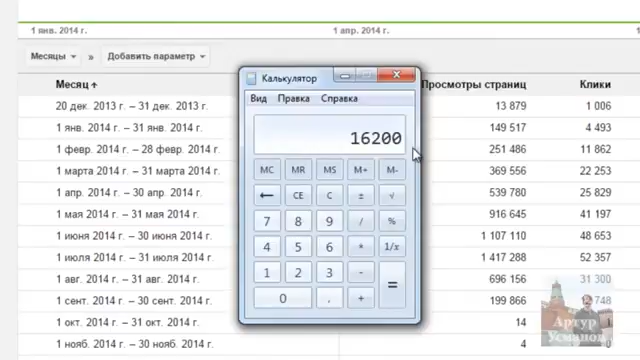 1 янв. 2014 г. 1 апр. 2014 г.
Месяцы » Добавить параметр
Калькулятор
Вид Правка Справка
16200
MC MR MS M+ M-
← CE C ± √
7 8 9 / %
4 5 6 * 1/x
1 2 3 - =
0 . +
Месяц ↑ Просмотры страниц Клики
20 дек. 2013 г. – 31 дек. 2013 г. 13 879 1 006
1 янв. 2014 г. – 31 янв. 2014 г. 149 517 4 493
1 февр. 2014 г. – 28 февр. 2014 г. 251 486 11 862
1 марта 2014 г. – 31 марта 2014 г. 369 556 22 253
1 апр. 2014 г. – 30 апр. 2014 г. 539 780 25 829
1 мая 2014 г. – 31 мая 2014 г. 916 645 41 197
1 июня 2014 г. – 30 июня 2014 г. 1 107 110 48 653
1 июля 2014 г. – 31 июля 2014 г. 1 417 288 52 357
1 авг. 2014 г. – 31 авг. 2014 г. 696 156 31 300
1 сент. 2014 г. – 30 сент. 2014 г. 199 866
1 окт. 2014 г. – 31 окт. 2014 г. 14
1 нояб. 2014 г. – 30 нояб. 2014 г. 4 0
Артур
Усманов